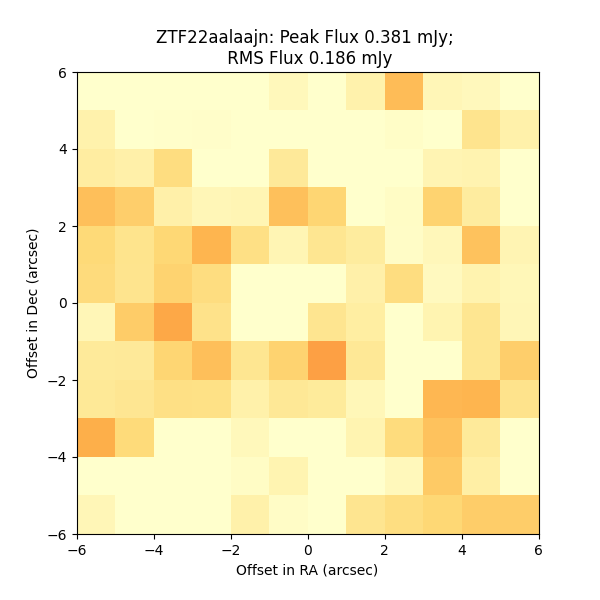 ZTF22aalaajn: Peak Flux 0.381 mJy;
RMS Flux 0.186 mJy
6
4
2
0
−2
−4
−6
Offset in Dec (arcsec)
−6 −4 −2 0 2 4 6
Offset in RA (arcsec)